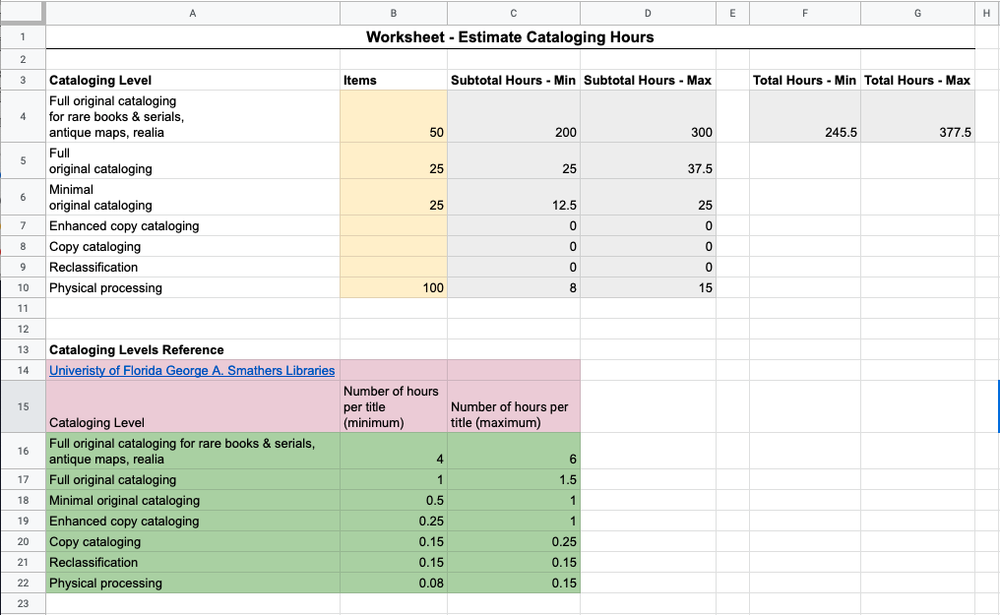 A B C D E F G H
1 Worksheet - Estimate Cataloging Hours
2
3 Cataloging Level Items Subtotal Hours - Min Subtotal Hours - Max Total Hours - Min Total Hours - Max
Full original cataloging
4 for rare books & serials,
antique maps, realia 50 200 300 245.5 377.5
Full
5
original cataloging 25 25 37.5
Minimal
6
original cataloging 25 12.5 25
7 Enhanced copy cataloging 0 0
8 Copy cataloging 0 0
9 Reclassification 0 0
10 Physical processing 100 8 15
11
12
13 Cataloging Levels Reference
14 Univeristy of Florida George A. Smathers Libraries
Number of hours
15 per title Number of hours per
Cataloging Level (minimum) title (maximum)
Full original cataloging for rare books & serials,
16
antique maps, realia 4 6
17 Full original cataloging 1 1.5
18 Minimal original cataloging 0.5 1
19 Enhanced copy cataloging 0.25 1
20 Copy cataloging 0.15 0.25
21 Reclassification 0.15 0.15
22 Physical processing 0.08 0.15
23